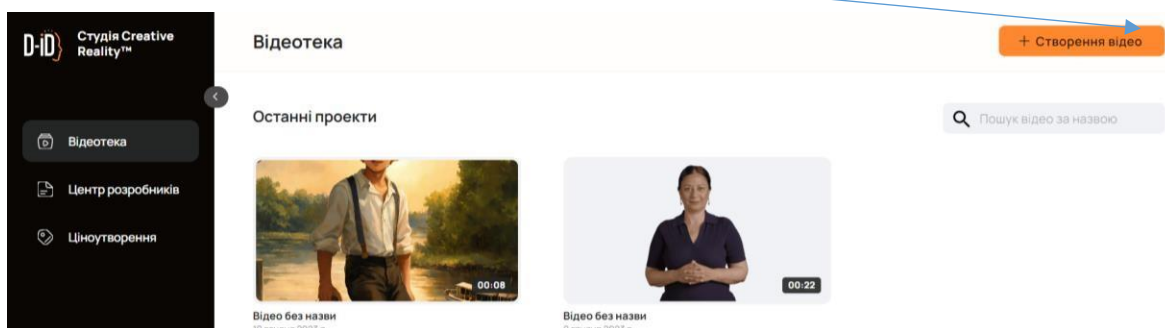 D-iD
Студія Creative
Reality™
Відеотека
+ Створення відео
Відеотека
Центр розробників
Ціноутворення
Останні проекти
Пошук відео за назвою
00:08
00:22
Відео без назви
Відео без назви